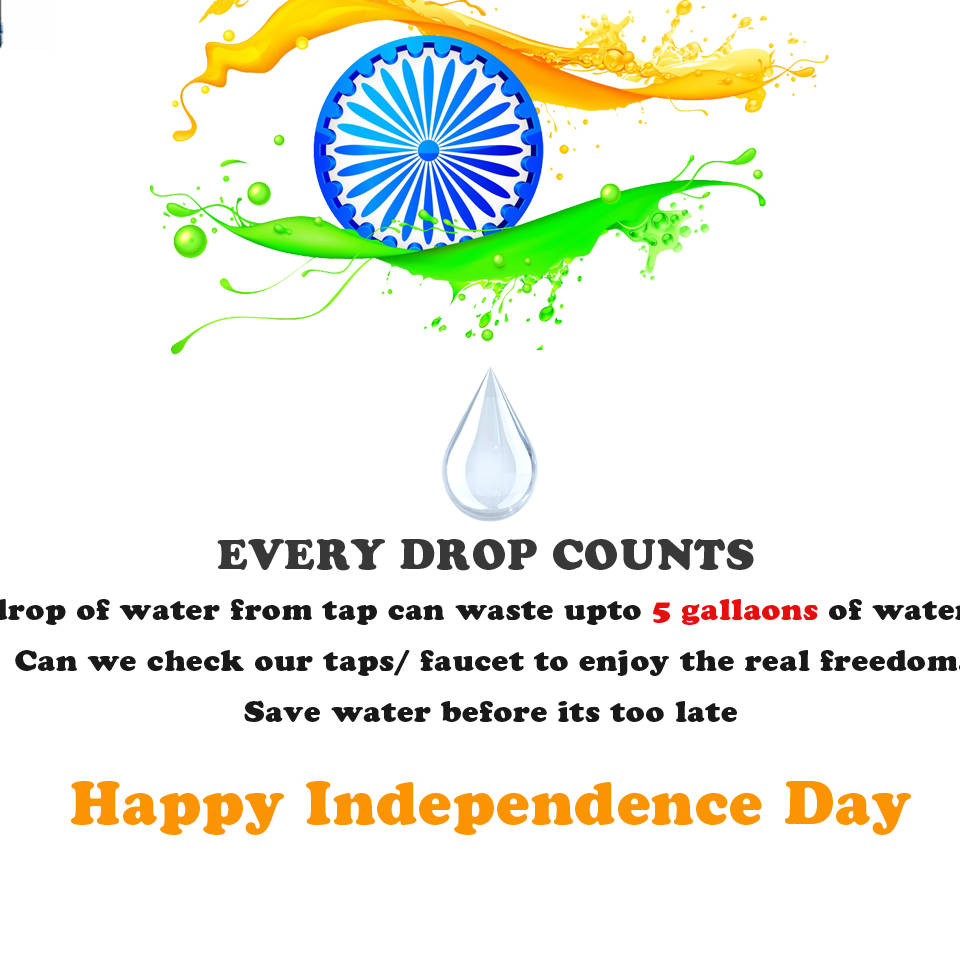 EVERY DROP COUNTS
drop of water from tap can waste upto 5 gallaons of water
Can we check our taps/ faucet to enjoy the real freedom.
Save water before its too late
Happy Independence Day